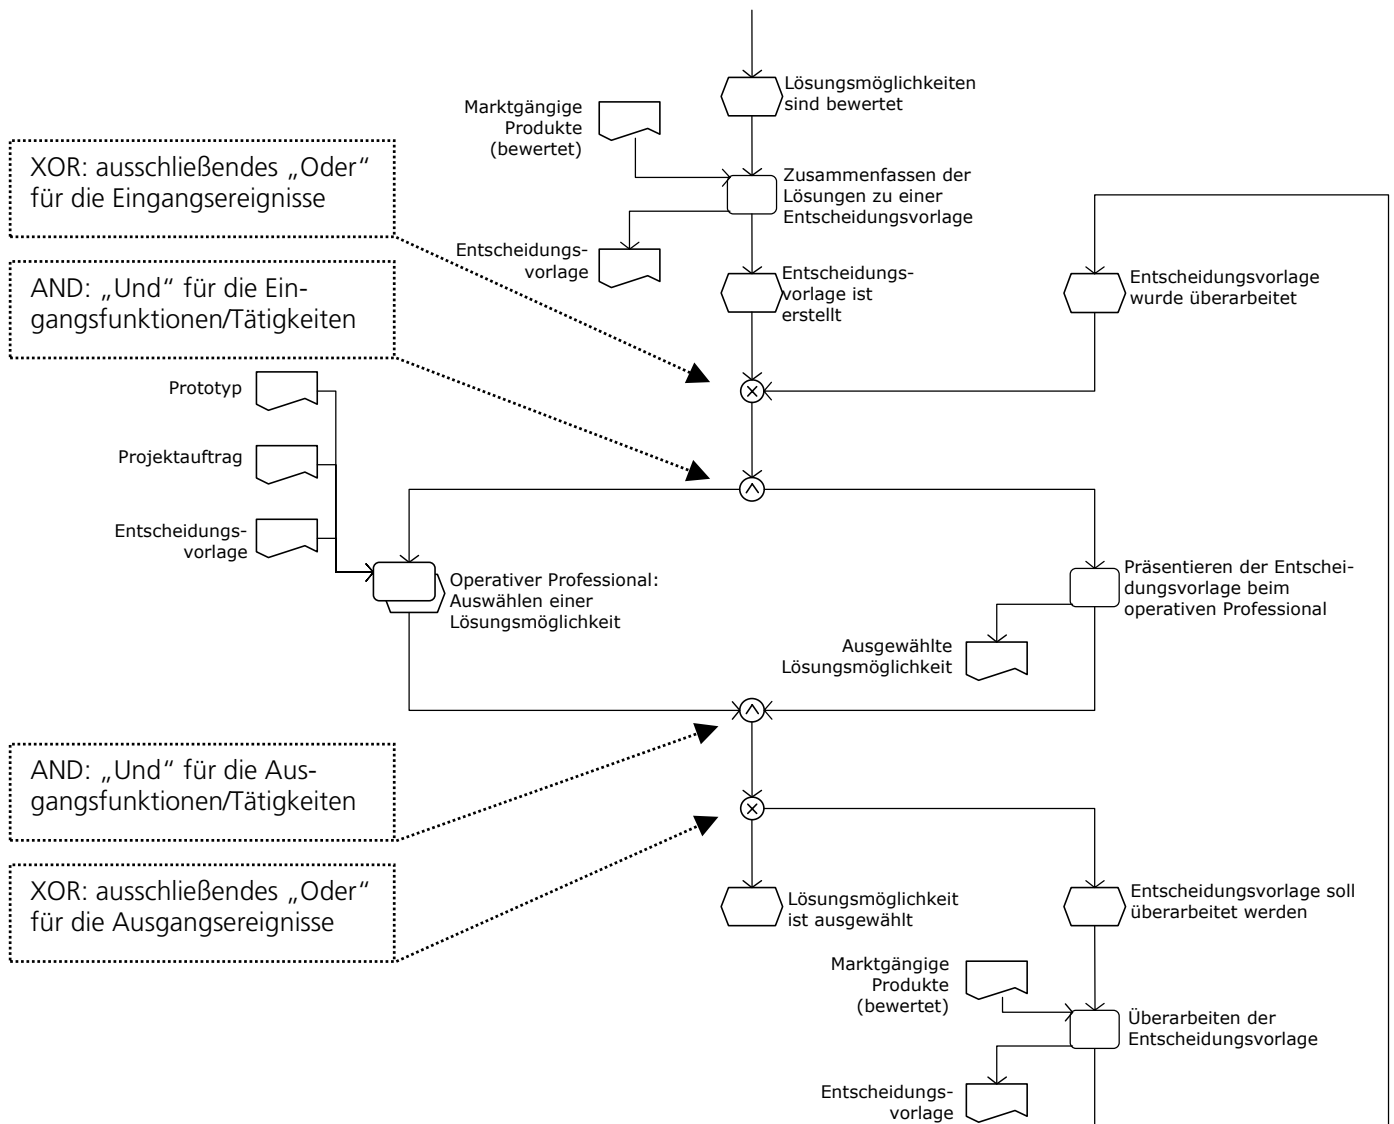 Lösungsmöglichkeiten
sind bewertet
Marktgängige
Produkte
(bewertet)
XOR: ausschließendes „Oder“
für die Eingangsereignisse
Zusammenfassen der
Lösungen zu einer
Entscheidungsvorlage
Entscheidungs-
vorlage
AND: „Und“ für die Ein-
gangsfunktionen/Tätigkeiten
Entscheidungs-
vorlage ist
erstellt
Entscheidungsvorlage
wurde überarbeitet
Prototyp
Projektauftrag
Entscheidungs-
vorlage
Operativer Professional:
Auswählen einer
Lösungsmöglichkeit
Präsentieren der Entschei-
dungsvorlage beim
operativen Professional
Ausgewählte
Lösungsmöglichkeit
AND: „Und“ für die Aus-
gangsfunktionen/Tätigkeiten
XOR: ausschließendes „Oder“
für die Ausgangsereignisse
Lösungsmöglichkeit
ist ausgewählt
Entscheidungsvorlage soll
überarbeitet werden
Marktgängige
Produkte
(bewertet)
Überarbeiten der
Entscheidungsvorlage
Entscheidungs-
vorlage